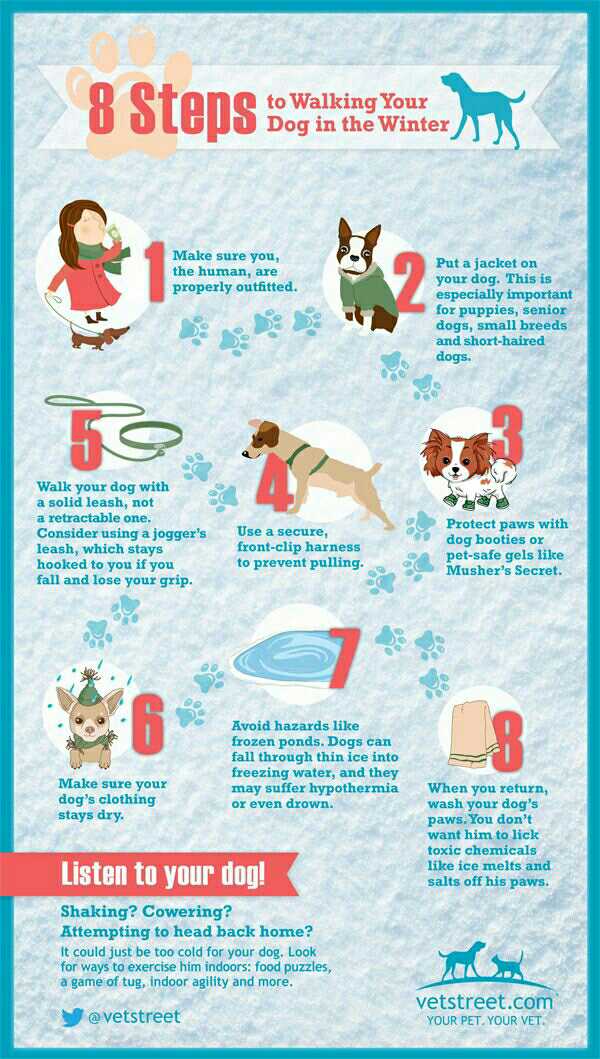 8 Steps
to Walking Your
Dog in the Winter
1
Make sure you,
the human, are
properly outfitted.
2
Put a jacket on
your dog. This is
especially important
for puppies, senior
dogs, small breeds
and short-haired
dogs.
3
Protect paws with
dog booties or
pet-safe gels like
Musher's Secret.
4
Use a secure,
front-clip harness
to prevent pulling.
5
Walk your dog with
a solid leash, not
a retractable one.
Consider using a jogger's
leash, which stays
hooked to you if you
fall and lose your grip.
6
Make sure your
dog's clothing
stays dry.
7
Avoid hazards like
frozen ponds. Dogs can
fall through thin ice into
freezing water, and they
may suffer hypothermia
or even drown.
8
When you return,
wash your dog's
paws. You don't
want him to lick
toxic chemicals
like ice melts and
salts off his paws.
Listen to your dog!
Shaking? Cowering?
Attempting to head back home?
It could just be too cold for your dog. Look
for ways to exercise him indoors: food puzzles,
a game of tug, indoor agility and more.
@vetstreet
vetstreet.com
YOUR PET. YOUR VET.